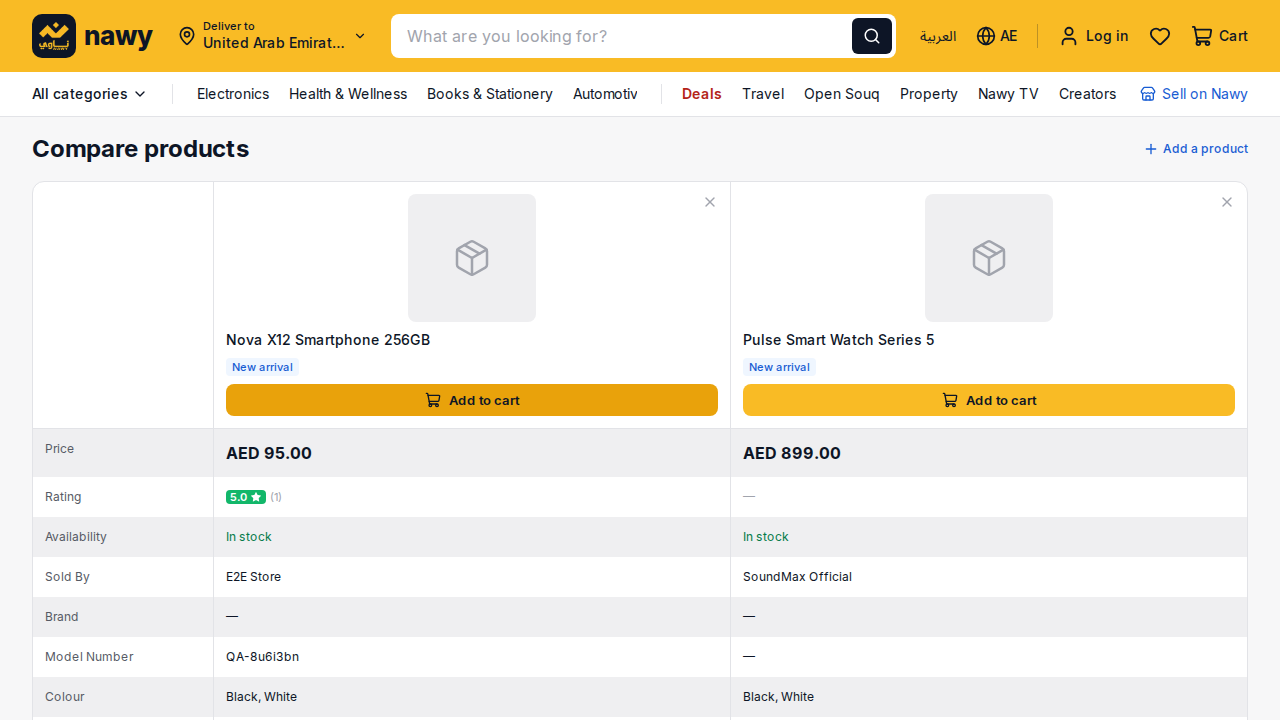 ناوي
NAWY
nawy
Deliver to
United Arab Emirat...
What are you looking for?
العربية
AE
Log in
Cart
All categories
Electronics
Health & Wellness
Books & Stationery
Automotiv
Deals
Travel
Open Souq
Property
Nawy TV
Creators
Sell on Nawy
Compare products
Add a product
Nova X12 Smartphone 256GB
Pulse Smart Watch Series 5
New arrival
New arrival
Add to cart
Add to cart
Price
AED 95.00
AED 899.00
Rating
5.0 ★ (1)
—
Availability
In stock
In stock
Sold By
E2E Store
SoundMax Official
Brand
—
—
Model Number
QA-8u6i3bn
—
Colour
Black, White
Black, White